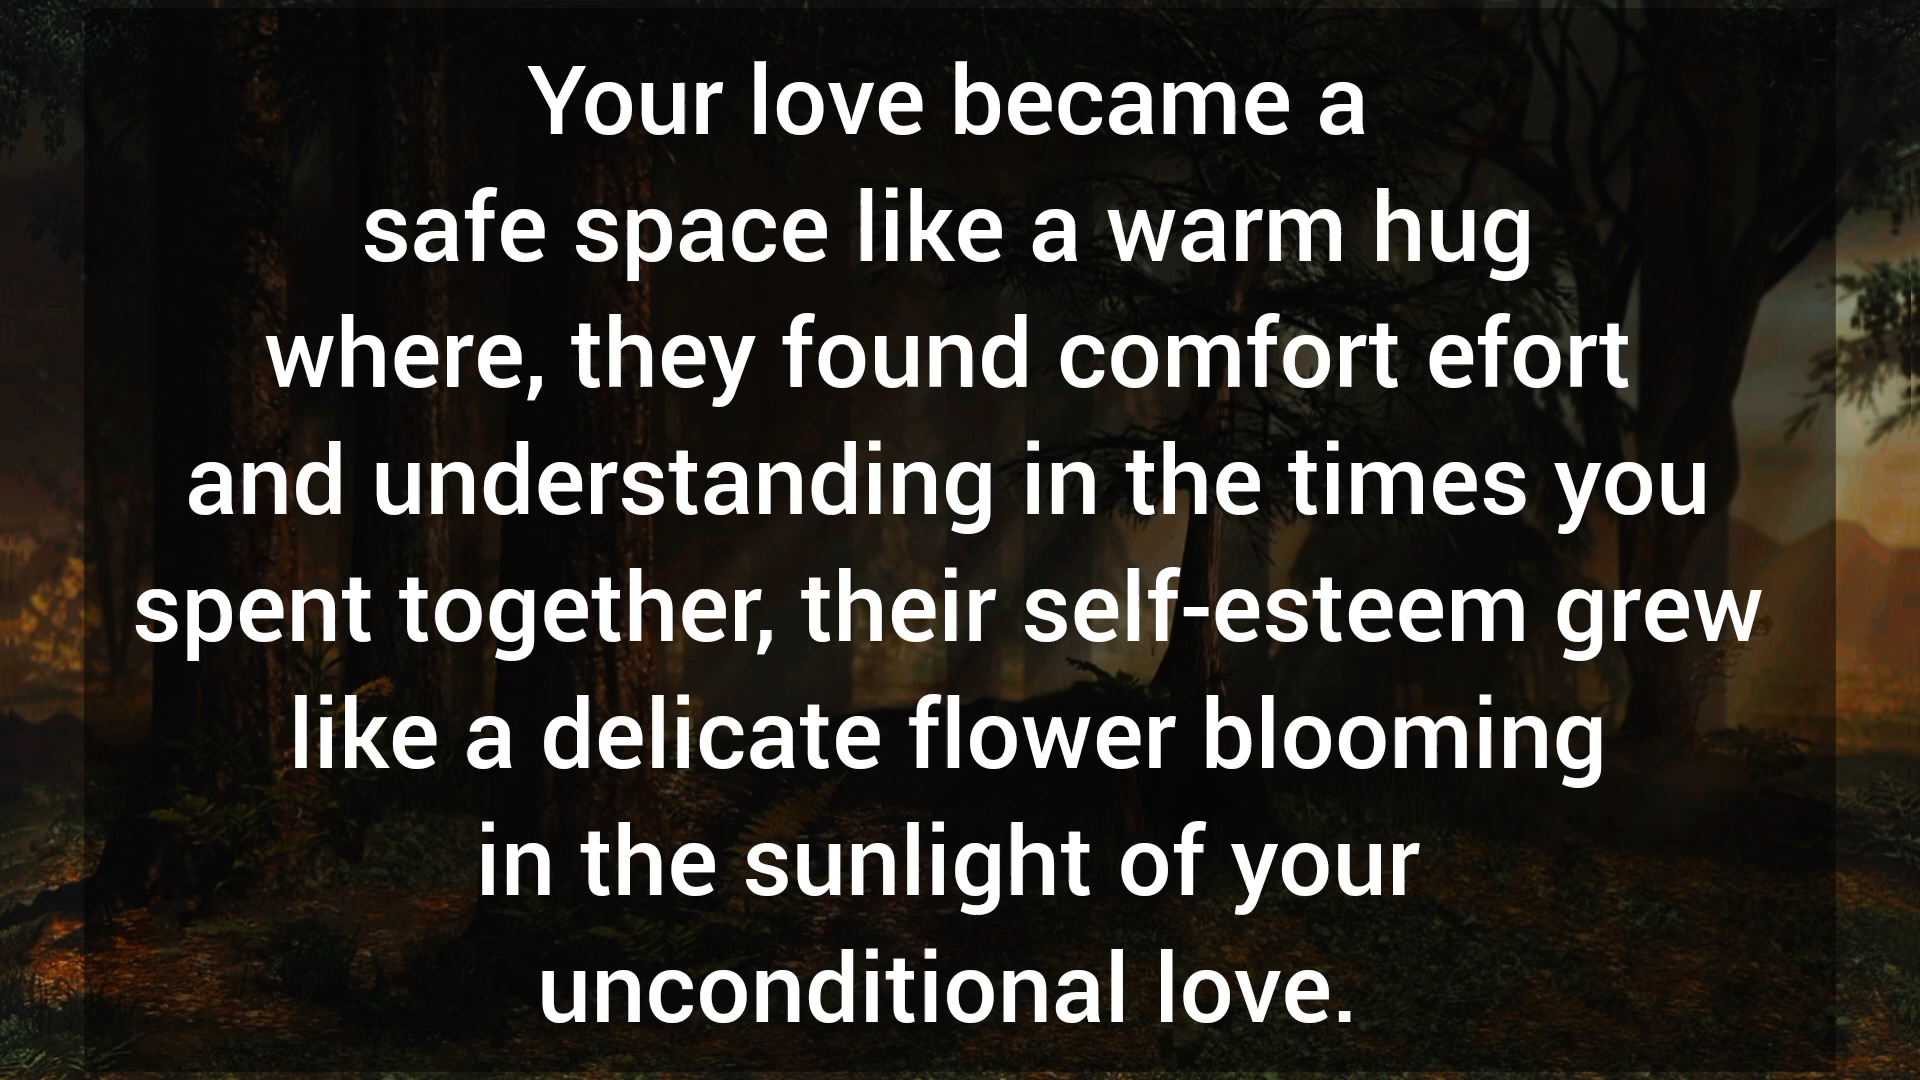 Your love became a
safe space like a warm hug
where, they found comfort efort
and understanding in the times you
spent together, their self-esteem grew
like a delicate flower blooming
in the sunlight of your
unconditional love.